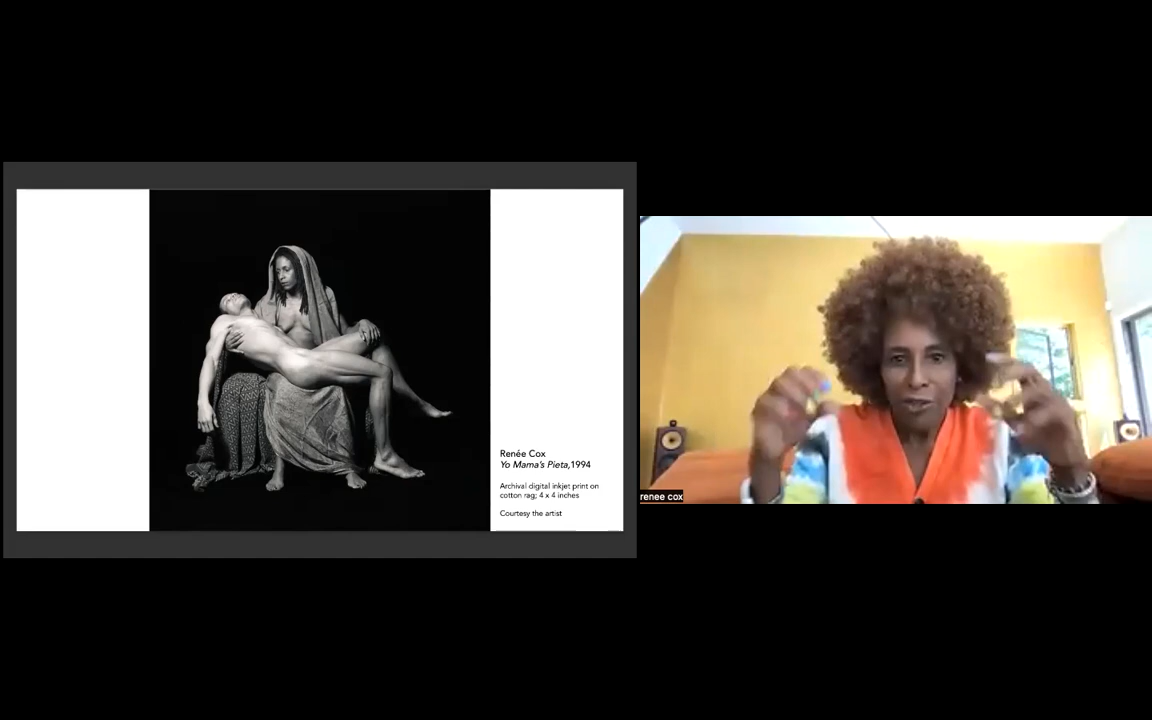 Renée Cox
Yo Mama's Pieta,1994
Archival digital inkjet print on
cotton rag; 4 x 4 inches
Courtesy the artist
renee cox